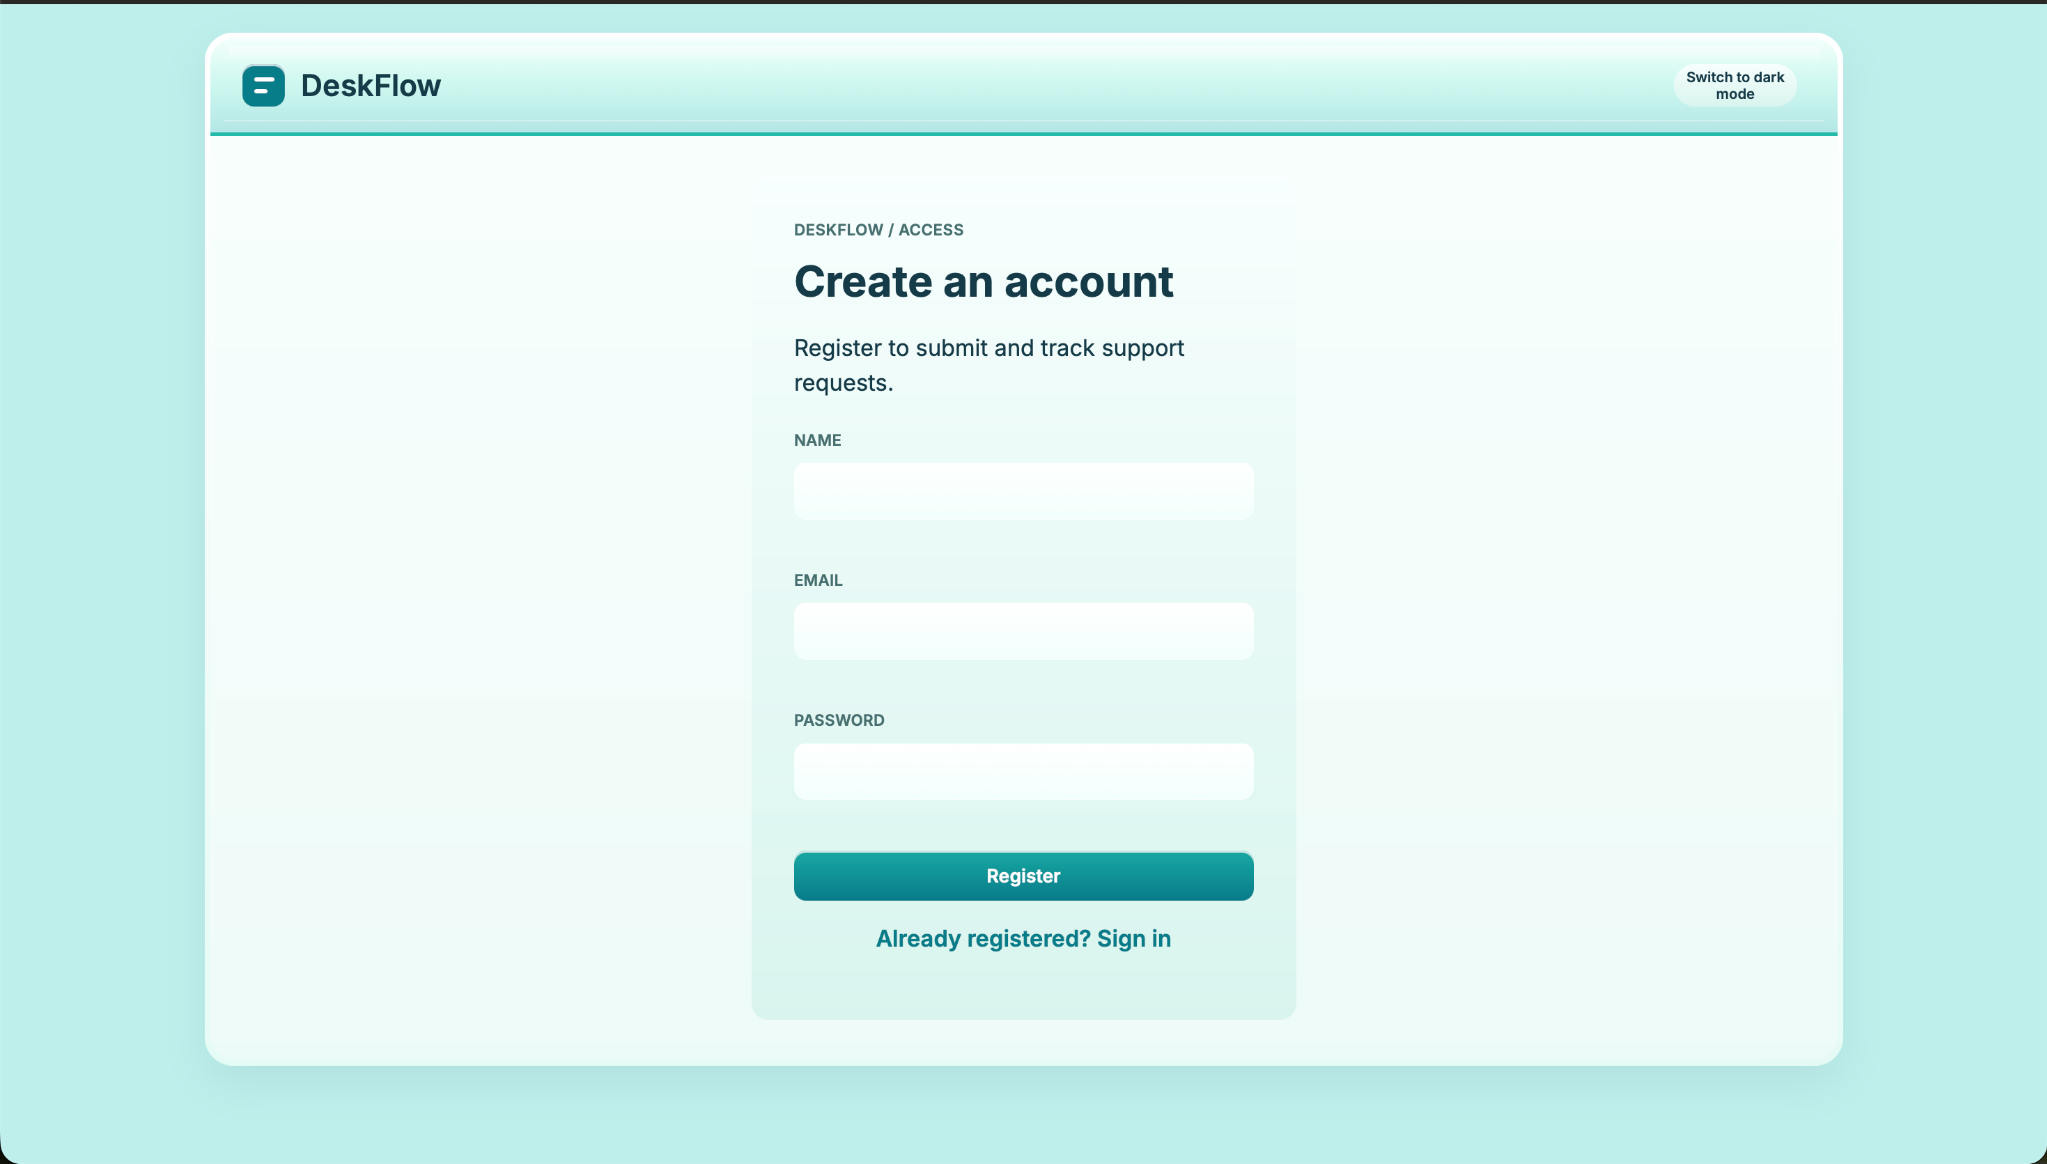 DeskFlow
Switch to dark
mode
DESKFLOW / ACCESS
Create an account
Register to submit and track support
requests.
NAME
EMAIL
PASSWORD
Register
Already registered? Sign in